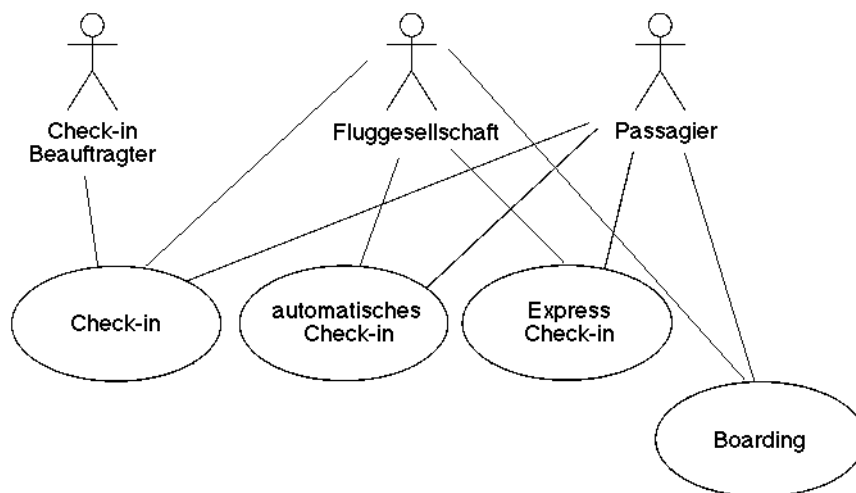 Check-in
Beauftragter
Fluggesellschaft
Passagier
Check-in
automatisches
Check-in
Express
Check-in
Boarding